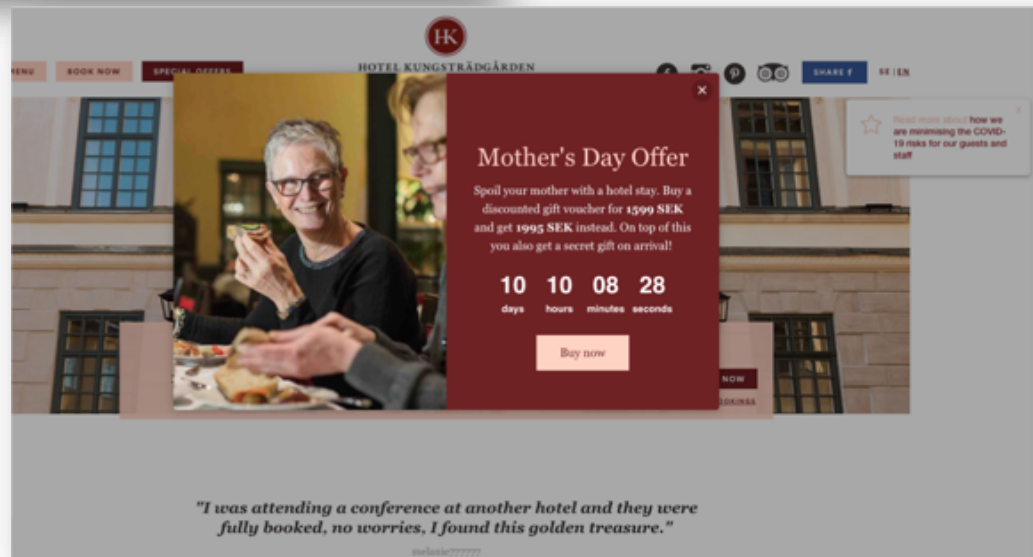 HK
HOTEL KUNGSTRÄDGÅRDEN
MENU
BOOK NOW
SPECIAL OFFERS
SHARE f
SE | EN
×
x
Read more about how we
are minimising the COVID-
19 risks for our guests and
staff
Mother's Day Offer
Spoil your mother with a hotel stay. Buy a
discounted gift voucher for 1599 SEK
and get 1995 SEK instead. On top of this
you also get a secret gift on arrival!
10 10 08 28
days hours minutes seconds
Buy now
NOW
"I was attending a conference at another hotel and they were
fully booked, no worries, I found this golden treasure."